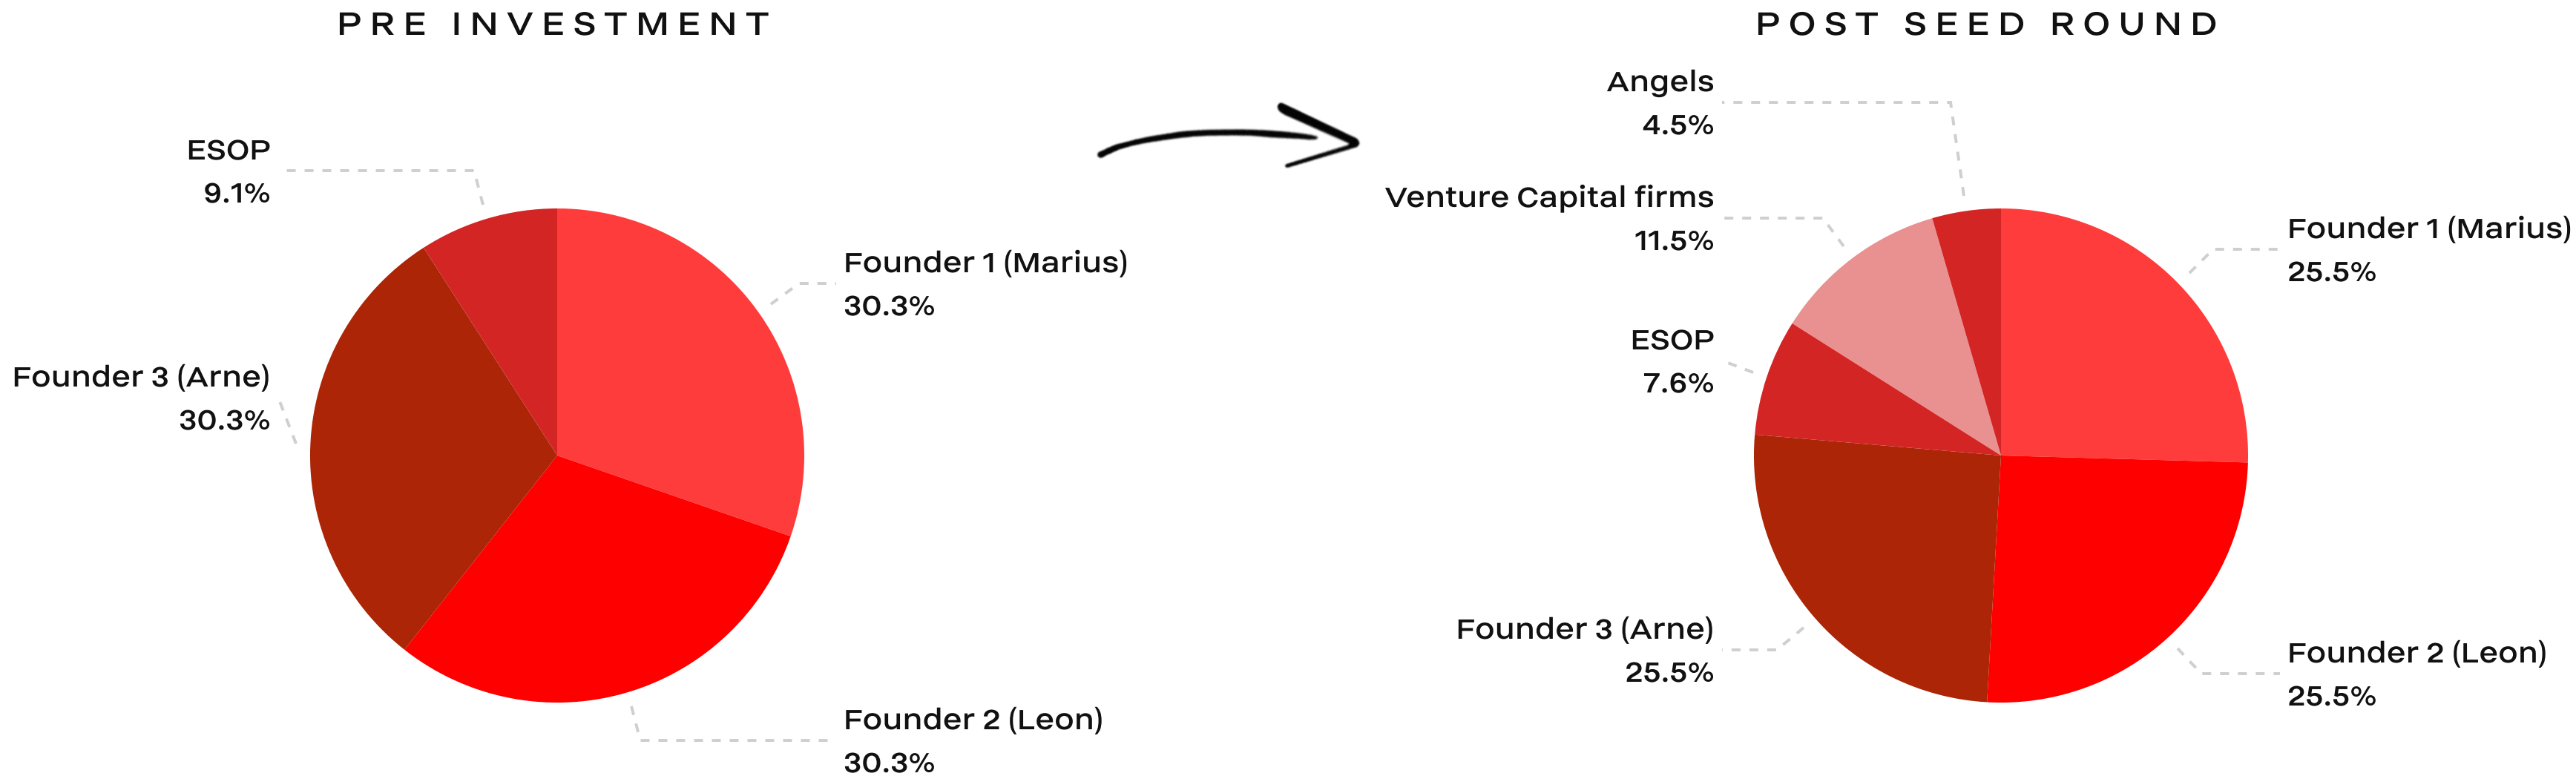 PRE INVESTMENT
ESOP
9.1%
Founder 1 (Marius)
30.3%
Founder 3 (Arne)
30.3%
Founder 2 (Leon)
30.3%
POST SEED ROUND
Angels
4.5%
Venture Capital firms
11.5%
Founder 1 (Marius)
25.5%
ESOP
7.6%
Founder 3 (Arne)
25.5%
Founder 2 (Leon)
25.5%